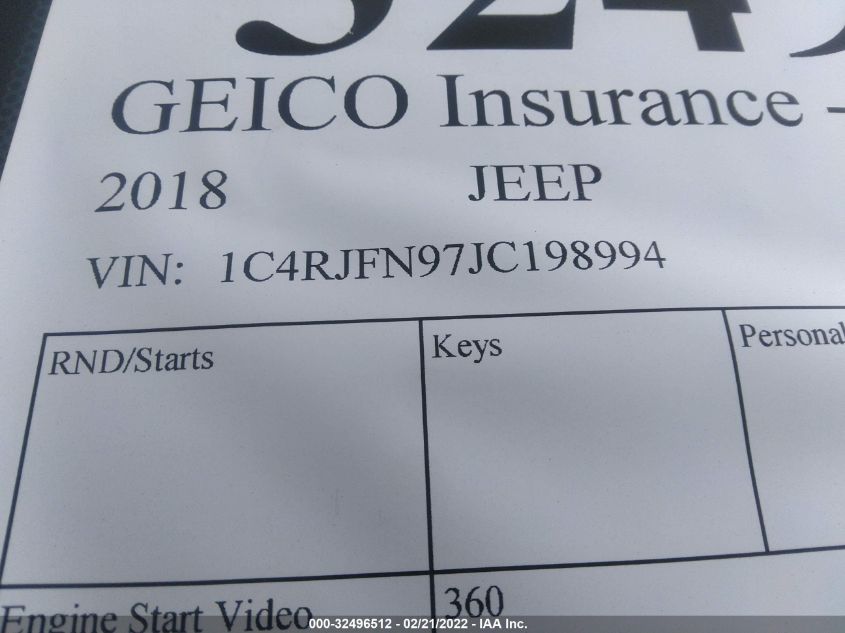 GEICO Insurance -
2018 JEEP
VIN: 1C4RJFN97JC198994
RND/Starts Keys Personal
Engine Start Video 360
000-32496512 - 02/21/2022 - IAA Inc.